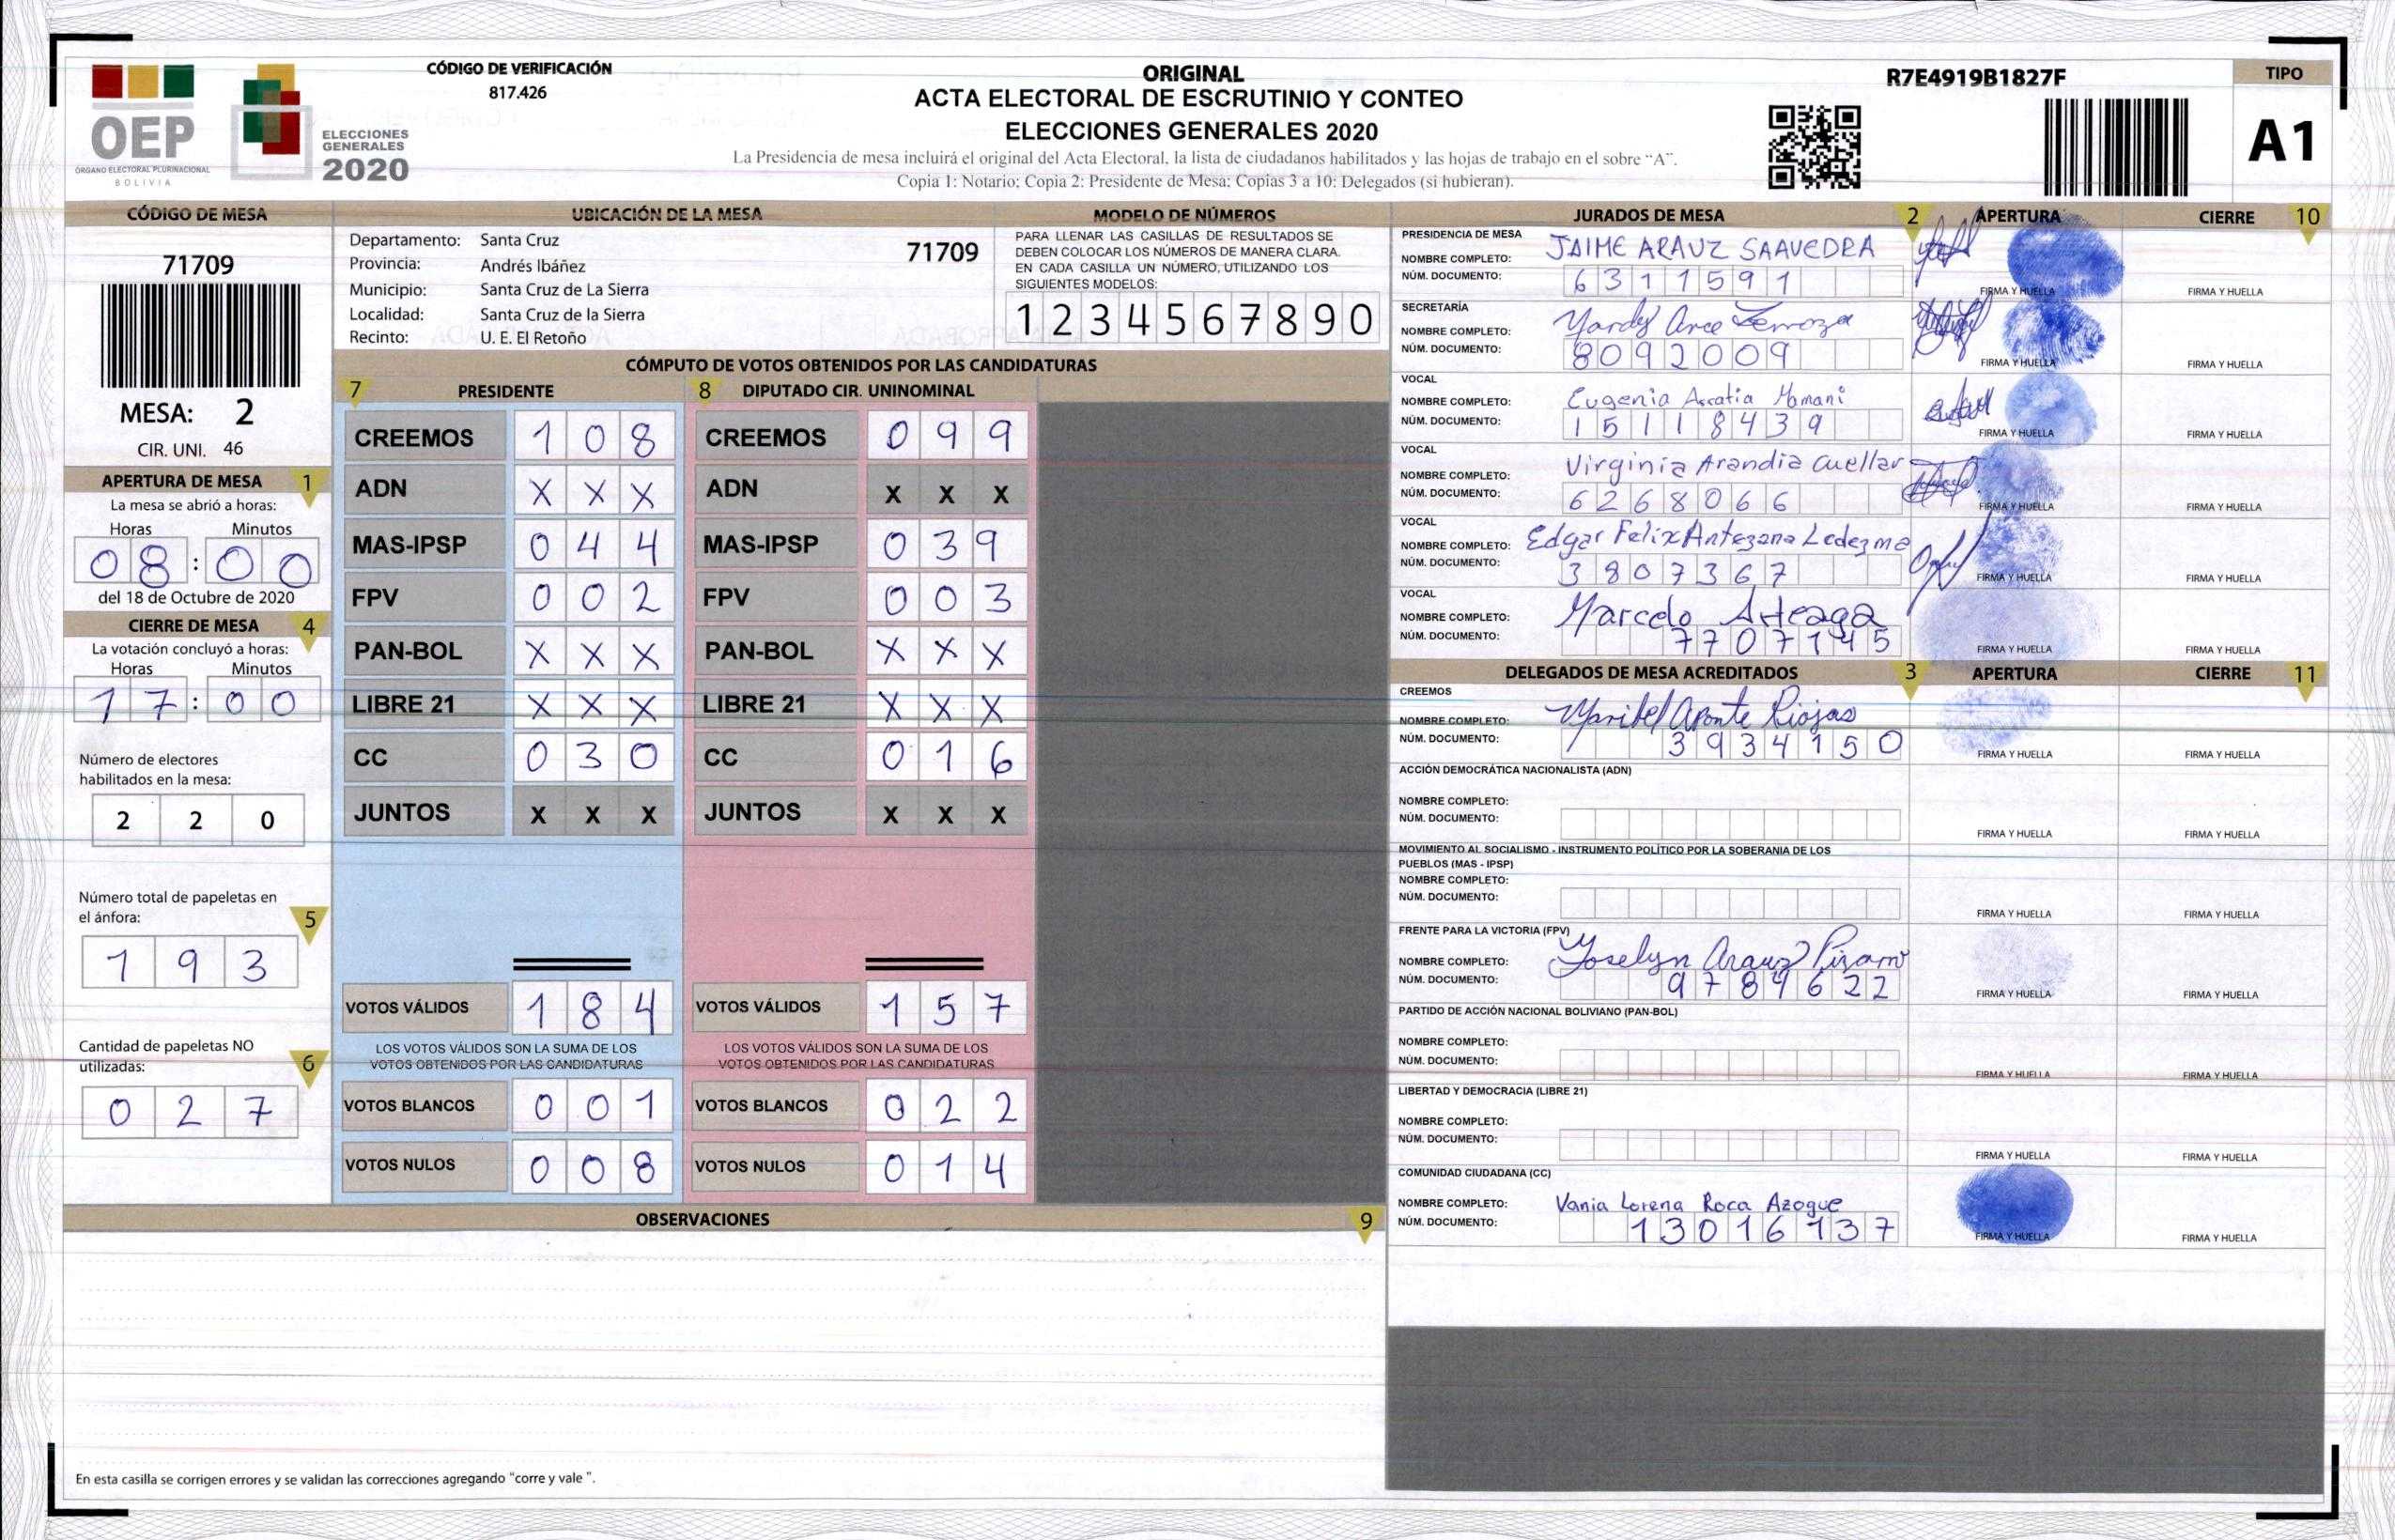 OEP
ÓRGANO ELECTORAL PLURINACIONAL
BOLIVIA
ELECCIONES
GENERALES
2020
CÓDIGO DE VERIFICACIÓN
817.426
ORIGINAL
ACTA ELECTORAL DE ESCRUTINIO Y CONTEO
ELECCIONES GENERALES 2020
La Presidencia de mesa incluirá el original del Acta Electoral, la lista de ciudadanos habilitados y las hojas de trabajo en el sobre “A”.
Copia 1: Notario; Copia 2: Presidente de Mesa; Copias 3 a 10: Delegados (si hubieran).
R7E4919B1827F
TIPO
A1
CÓDIGO DE MESA
71709
MESA: 2
CIR. UNI. 46
APERTURA DE MESA 1
La mesa se abrió a horas:
Horas Minutos
08:00
del 18 de Octubre de 2020
CIERRE DE MESA 4
La votación concluyó a horas:
Horas Minutos
17:00
Número de electores
habilitados en la mesa:
2 2 0
Número total de papeletas en
el ánfora: 5
1 9 3
Cantidad de papeletas NO
utilizadas: 6
0 2 7
UBICACIÓN DE LA MESA
Departamento: Santa Cruz 71709
Provincia: Andrés Ibáñez
Municipio: Santa Cruz de La Sierra
Localidad: Santa Cruz de la Sierra
Recinto: U. E. El Retoño
MODELO DE NÚMEROS
PARA LLENAR LAS CASILLAS DE RESULTADOS SE
DEBEN COLOCAR LOS NÚMEROS DE MANERA CLARA.
EN CADA CASILLA UN NÚMERO, UTILIZANDO LOS
SIGUIENTES MODELOS:
1 2 3 4 5 6 7 8 9 0
CÓMPUTO DE VOTOS OBTENIDOS POR LAS CANDIDATURAS
7 PRESIDENTE 8 DIPUTADO CIR. UNINOMINAL
CREEMOS 1 0 8 CREEMOS 0 9 9
ADN X X X ADN X X X
MAS-IPSP 0 4 4 MAS-IPSP 0 3 9
FPV 0 0 2 FPV 0 0 3
PAN-BOL X X X PAN-BOL X X X
LIBRE 21 X X X LIBRE 21 X X X
CC 0 3 0 CC 0 1 6
JUNTOS X X X JUNTOS X X X
VOTOS VÁLIDOS 1 8 4 VOTOS VÁLIDOS 1 5 7
LOS VOTOS VÁLIDOS SON LA SUMA DE LOS LOS VOTOS VÁLIDOS SON LA SUMA DE LOS
VOTOS OBTENIDOS POR LAS CANDIDATURAS VOTOS OBTENIDOS POR LAS CANDIDATURAS
VOTOS BLANCOS 0 0 1 VOTOS BLANCOS 0 2 2
VOTOS NULOS 0 0 8 VOTOS NULOS 0 1 4
OBSERVACIONES 9
En esta casilla se corrigen errores y se validan las correcciones agregando “corre y vale ”.
JURADOS DE MESA 2 APERTURA CIERRE 10
PRESIDENCIA DE MESA
NOMBRE COMPLETO: JAIME ARAUZ SAAVEDRA
NÚM. DOCUMENTO: 6311591 FIRMA Y HUELLA FIRMA Y HUELLA
SECRETARÍA
NOMBRE COMPLETO: Yardy Arce
NÚM. DOCUMENTO: 8092009 FIRMA Y HUELLA FIRMA Y HUELLA
VOCAL
NOMBRE COMPLETO: Eugenia Mamani
NÚM. DOCUMENTO: 15118439 FIRMA Y HUELLA FIRMA Y HUELLA
VOCAL
NOMBRE COMPLETO: Virginia Arandia Cuellar
NÚM. DOCUMENTO: 6268066 FIRMA Y HUELLA FIRMA Y HUELLA
VOCAL
NOMBRE COMPLETO: Edgar Felix Antezana Ledezma
NÚM. DOCUMENTO: 3807367 FIRMA Y HUELLA FIRMA Y HUELLA
VOCAL
NOMBRE COMPLETO: Marcelo Arteaga
NÚM. DOCUMENTO: 7707145 FIRMA Y HUELLA FIRMA Y HUELLA
DELEGADOS DE MESA ACREDITADOS 3 APERTURA CIERRE 11
CREEMOS
NOMBRE COMPLETO: Maribel Aponte Riojas
NÚM. DOCUMENTO: 3934150 FIRMA Y HUELLA FIRMA Y HUELLA
ACCIÓN DEMOCRÁTICA NACIONALISTA (ADN)
NOMBRE COMPLETO:
NÚM. DOCUMENTO: FIRMA Y HUELLA FIRMA Y HUELLA
MOVIMIENTO AL SOCIALISMO - INSTRUMENTO POLÍTICO POR LA SOBERANIA DE LOS
PUEBLOS (MAS - IPSP)
NOMBRE COMPLETO:
NÚM. DOCUMENTO: FIRMA Y HUELLA FIRMA Y HUELLA
FRENTE PARA LA VICTORIA (FPV)
NOMBRE COMPLETO: Yoselyn Arauz
NÚM. DOCUMENTO: 9784622 FIRMA Y HUELLA FIRMA Y HUELLA
PARTIDO DE ACCIÓN NACIONAL BOLIVIANO (PAN-BOL)
NOMBRE COMPLETO:
NÚM. DOCUMENTO: FIRMA Y HUELLA FIRMA Y HUELLA
LIBERTAD Y DEMOCRACIA (LIBRE 21)
NOMBRE COMPLETO:
NÚM. DOCUMENTO: FIRMA Y HUELLA FIRMA Y HUELLA
COMUNIDAD CIUDADANA (CC)
NOMBRE COMPLETO: Vania Lorena Roca Azogue
NÚM. DOCUMENTO: 13016137 FIRMA Y HUELLA FIRMA Y HUELLA